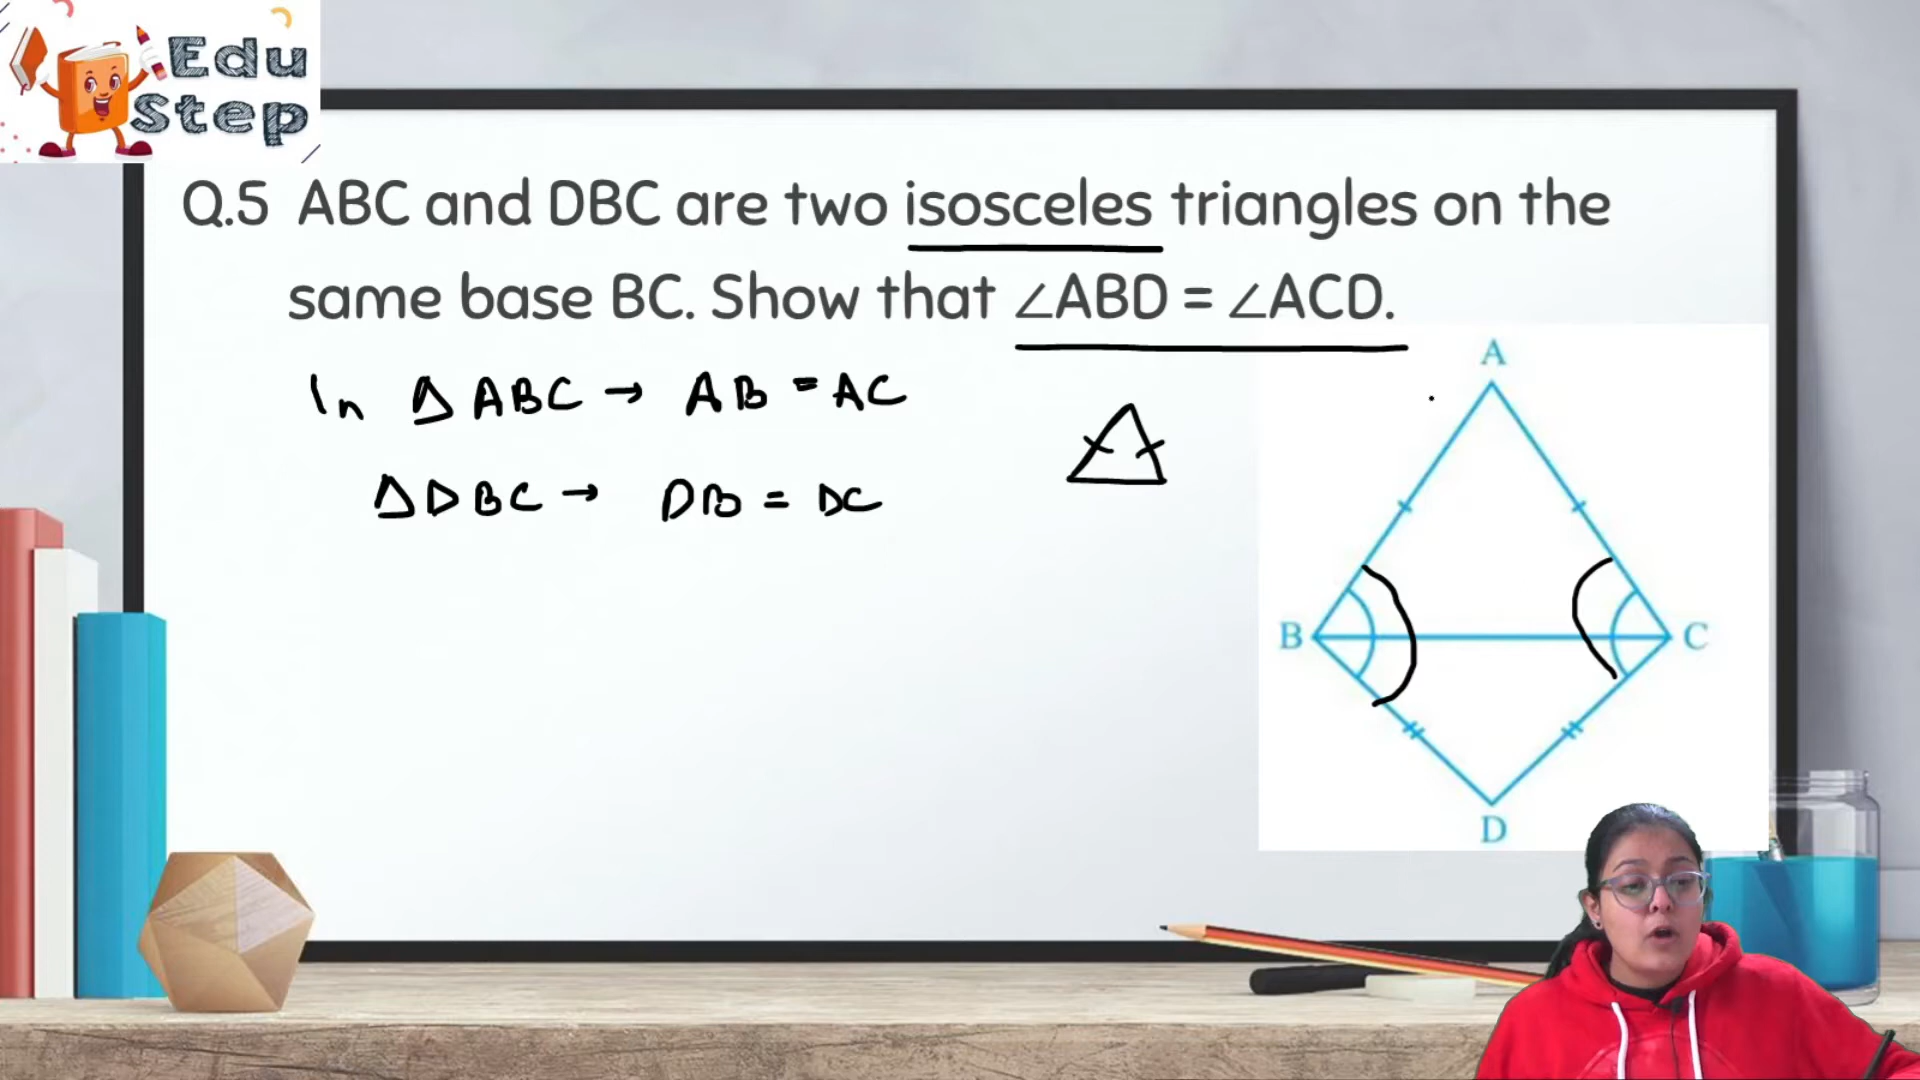 Edu
Step
Q.5 ABC and DBC are two isosceles triangles on the
same base BC. Show that ∠ABD = ∠ACD.
In Δ ABC → AB = AC
Δ DBC → DB = DC
A
B
C
D